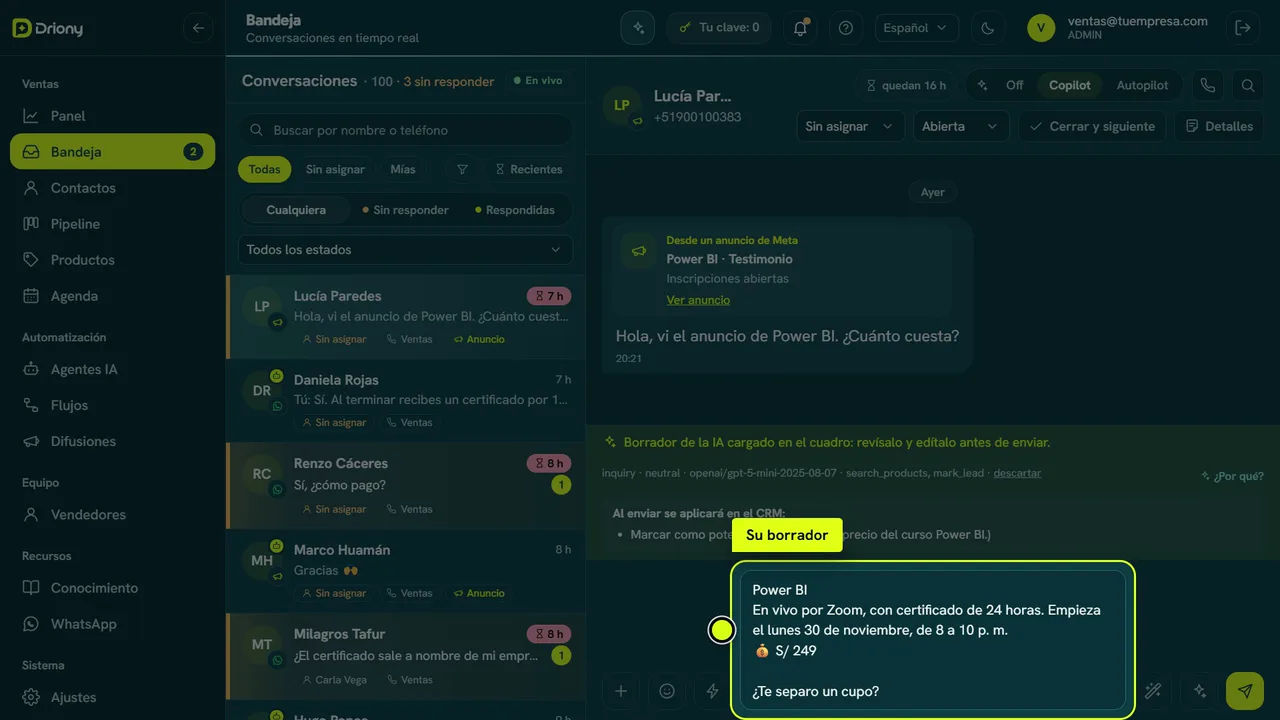 Driony
Bandeja
Conversaciones en tiempo real
Tu clave: 0
Español
V
ventas@tuempresa.com
ADMIN
Ventas
Panel
Bandeja
2
Contactos
Pipeline
Productos
Agenda
Automatización
Agentes IA
Flujos
Difusiones
Equipo
Vendedores
Recursos
Conocimiento
WhatsApp
Sistema
Ajustes
Conversaciones · 100 · 3 sin responder
En vivo
Buscar por nombre o teléfono
Todas
Sin asignar
Mías
Recientes
Cualquiera
Sin responder
Respondidas
Todos los estados
LP
Lucía Paredes
7 h
Hola, vi el anuncio de Power BI. ¿Cuánto cuest...
Sin asignar
Ventas
Anuncio
DR
Daniela Rojas
7 h
Tú: Sí. Al terminar recibes un certificado por 1...
Sin asignar
Ventas
RC
Renzo Cáceres
8 h
Sí, ¿cómo pago?
1
Sin asignar
Ventas
MH
Marco Huamán
8 h
Gracias 🙌
Sin asignar
Ventas
Anuncio
MT
Milagros Tafur
8 h
¿El certificado sale a nombre de mi empr...
1
Carla Vega
Ventas
LP
Lucía Par...
+51900100383
quedan 16 h
Off
Copilot
Autopilot
Sin asignar
Abierta
Cerrar y siguiente
Detalles
Ayer
Desde un anuncio de Meta
Power BI · Testimonio
Inscripciones abiertas
Ver anuncio
Hola, vi el anuncio de Power BI. ¿Cuánto cuesta?
20:21
Borrador de la IA cargado en el cuadro: revísalo y edítalo antes de enviar.
inquiry · neutral · openai/gpt-5-mini-2025-08-07 · search_products, mark_lead · descartar
¿Por qué?
Al enviar se aplicará en el CRM:
• Marcar como precio del curso Power BI.)
Su borrador
Power BI
En vivo por Zoom, con certificado de 24 horas. Empieza
el lunes 30 de noviembre, de 8 a 10 p. m.
💰 S/ 249
¿Te separo un cupo?